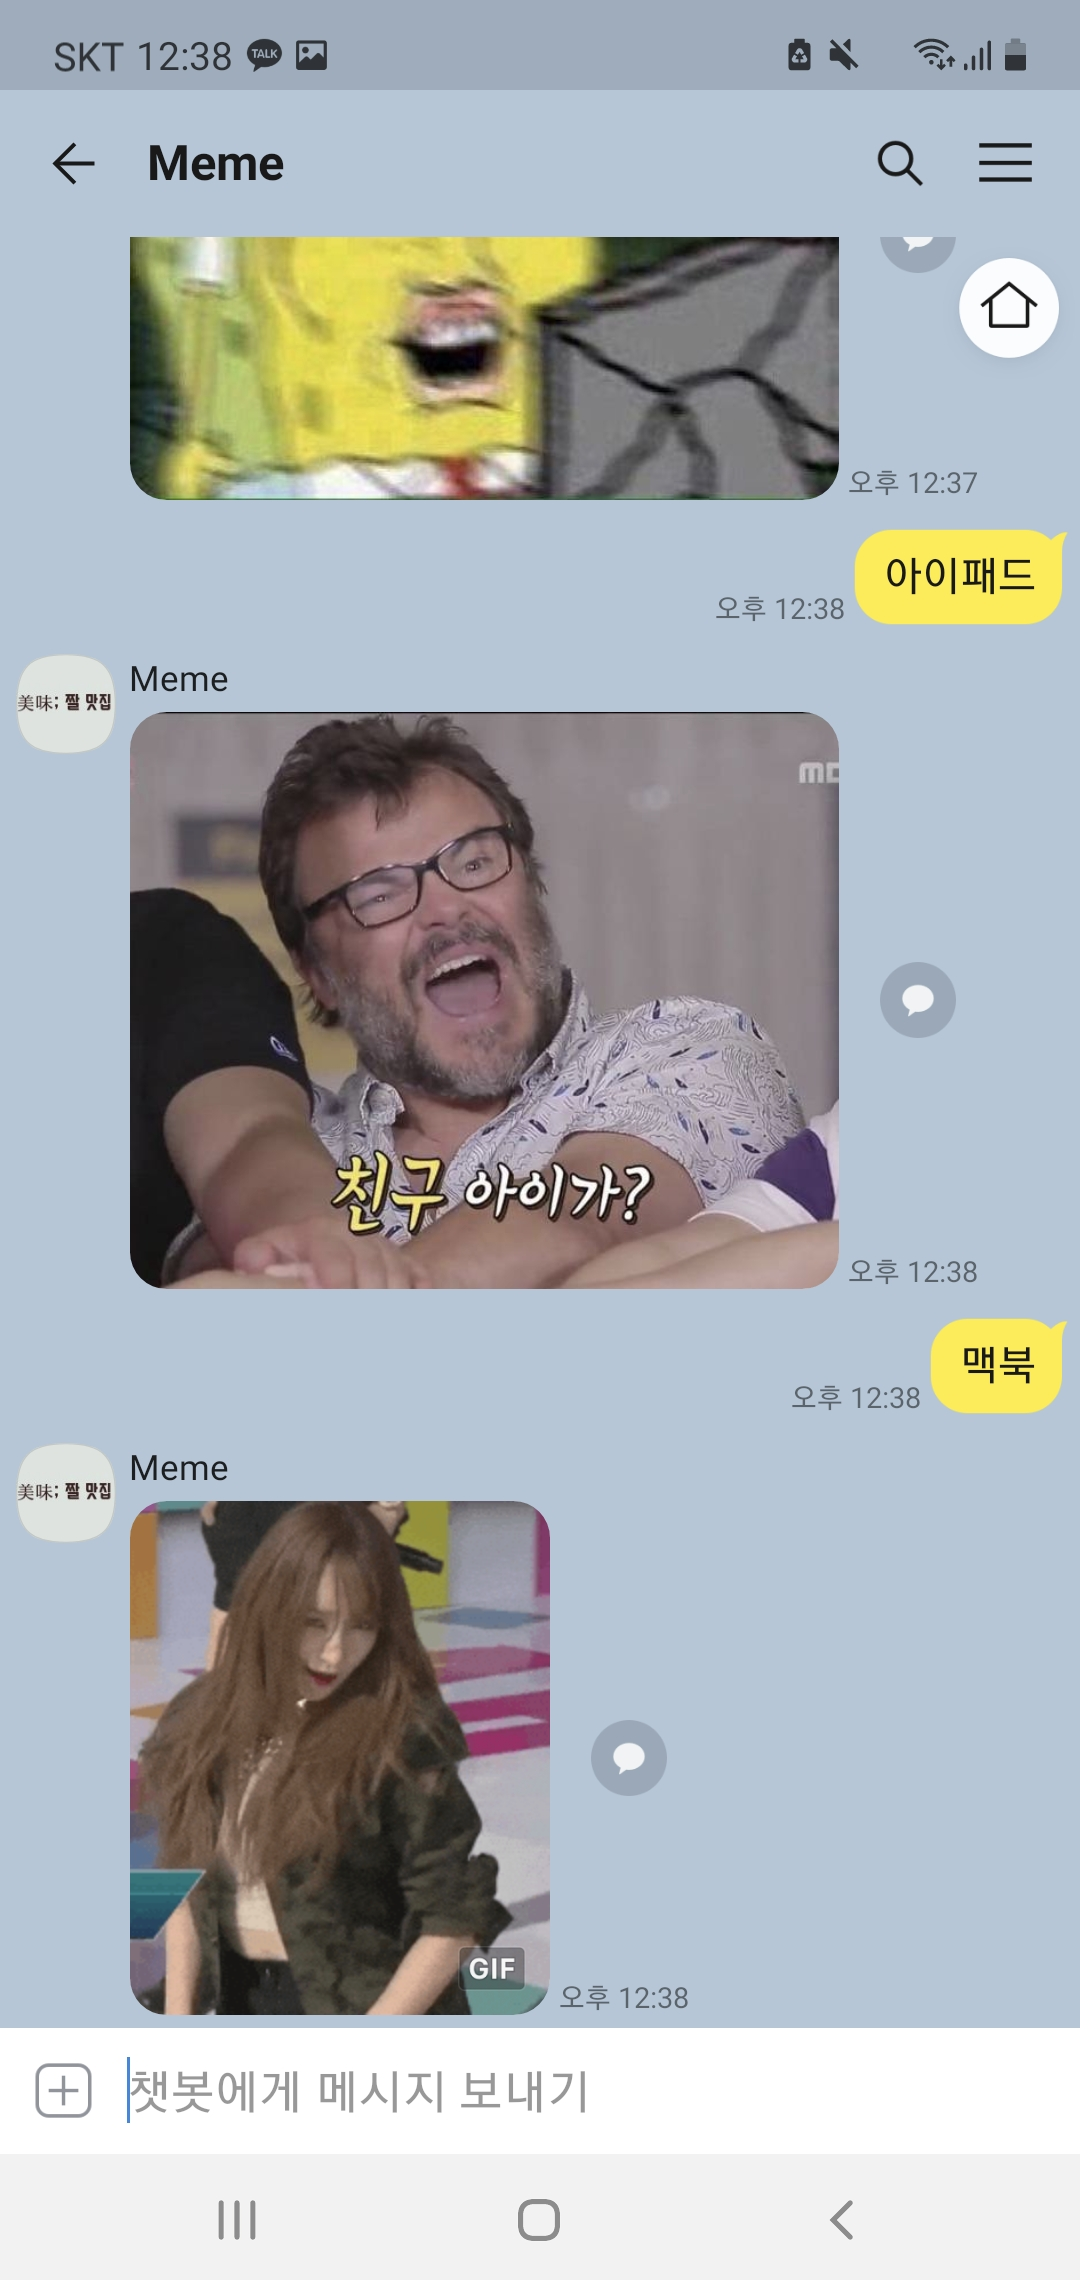 SKT 12:38 TALK
Meme
오후 12:37
아이패드
오후 12:38
美味; 짤 맛집
Meme
친구 아이가?
오후 12:38
맥북
오후 12:38
美味; 짤 맛집
Meme
GIF
오후 12:38
챗봇에게 메시지 보내기